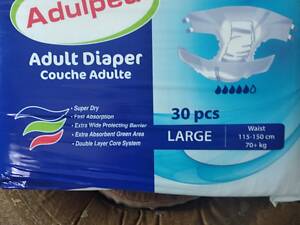 Adulped
Adult Diaper
Couche Adulte
• Super Dry
• Fast Absorption
• Extra Wide Protecting Barrier
• Extra Absorbent Green Area
• Double Layer Core System
30 pcs
LARGE
Waist
115-150 cm
70+ kg